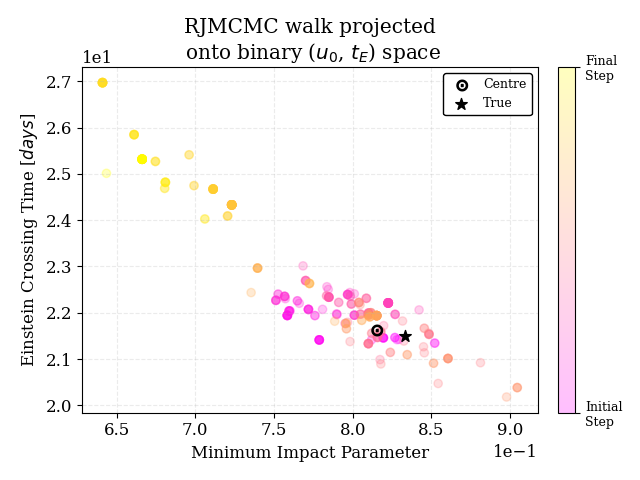 RJMCMC walk projected
onto binary (u₀, t_E) space
1e1
2.7
2.6
2.5
2.4
2.3
2.2
2.1
2.0
Einstein Crossing Time [days]
6.5 7.0 7.5 8.0 8.5 9.0
1e−1
Minimum Impact Parameter
Centre
True
Final
Step
Initial
Step